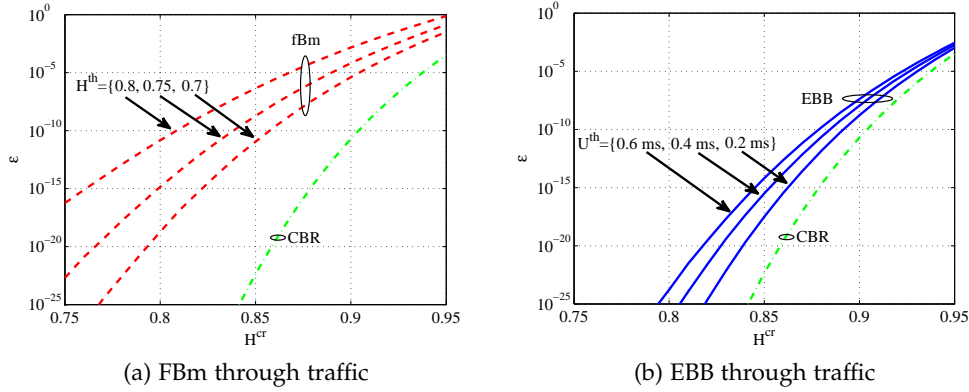 10^0
10^-5
10^-10
10^-15
10^-20
10^-25
ε
fBm
H^th={0.8, 0.75, 0.7}
CBR
0.75 0.8 0.85 0.9 0.95
H^cr
(a) FBm through traffic
10^0
10^-5
10^-10
10^-15
10^-20
10^-25
ε
EBB
U^th={0.6 ms, 0.4 ms, 0.2 ms}
CBR
0.75 0.8 0.85 0.9 0.95
H^cr
(b) EBB through traffic